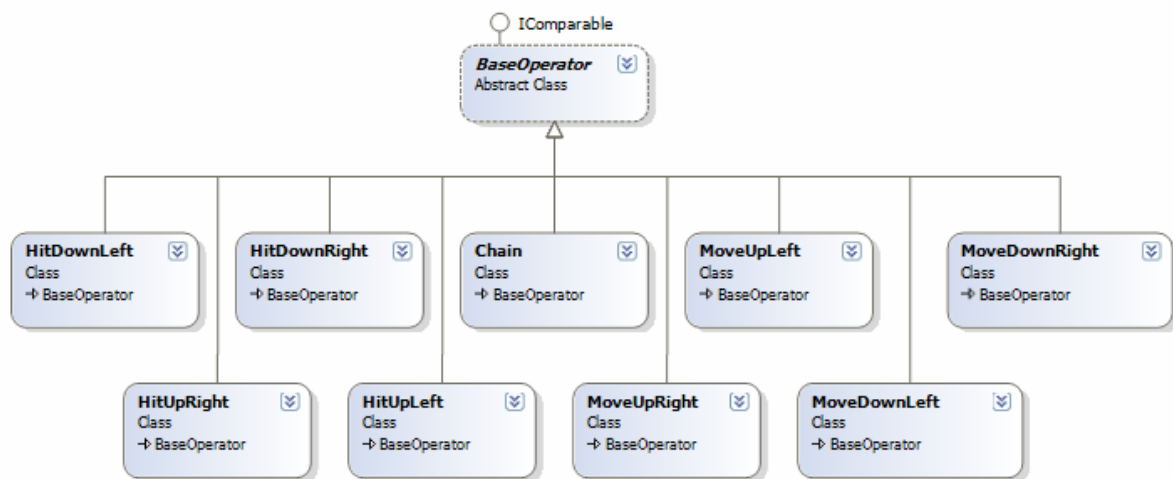 IComparable
BaseOperator
Abstract Class
HitDownLeft
Class
BaseOperator
HitDownRight
Class
BaseOperator
Chain
Class
BaseOperator
MoveUpLeft
Class
BaseOperator
MoveDownRight
Class
BaseOperator
HitUpRight
Class
BaseOperator
HitUpLeft
Class
BaseOperator
MoveUpRight
Class
BaseOperator
MoveDownLeft
Class
BaseOperator